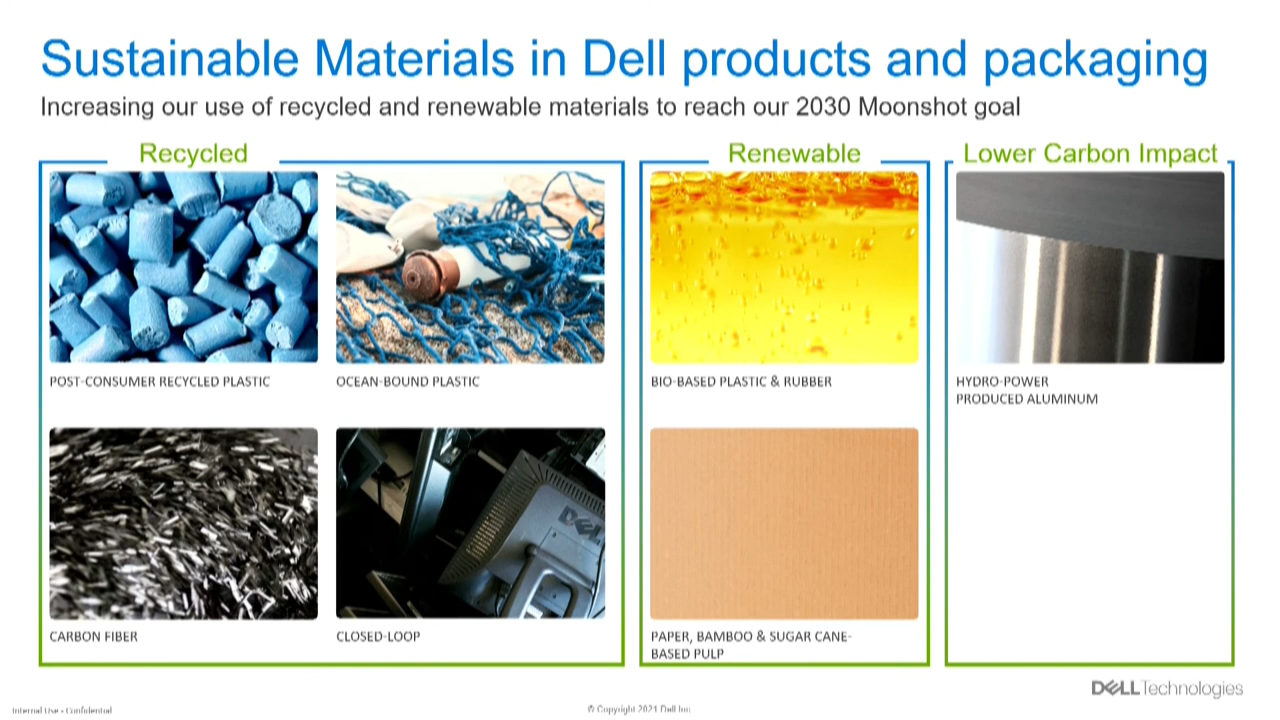 Sustainable Materials in Dell products and packaging
Increasing our use of recycled and renewable materials to reach our 2030 Moonshot goal
Recycled
POST-CONSUMER RECYCLED PLASTIC
OCEAN-BOUND PLASTIC
CARBON FIBER
DELL
CLOSED-LOOP
Renewable
BIO-BASED PLASTIC & RUBBER
PAPER, BAMBOO & SUGAR CANE-
BASED PULP
Lower Carbon Impact
HYDRO-POWER
PRODUCED ALUMINUM
DELL Technologies
Internal Use - Confidential
© Copyright 2021 Dell Inc.